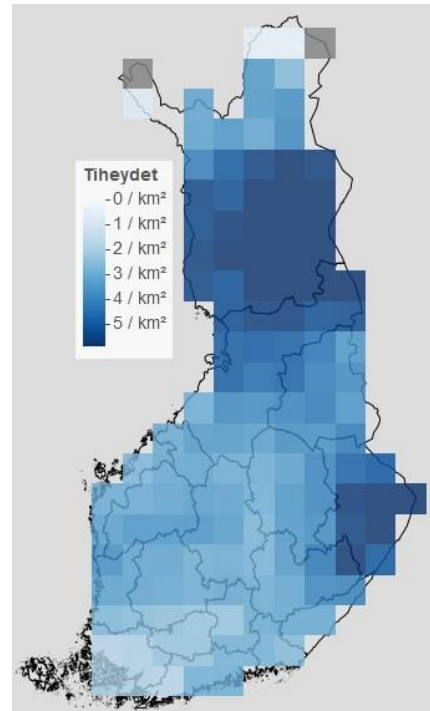 Tiheydet
-0 / km²
-1 / km²
-2 / km²
-3 / km²
-4 / km²
-5 / km²